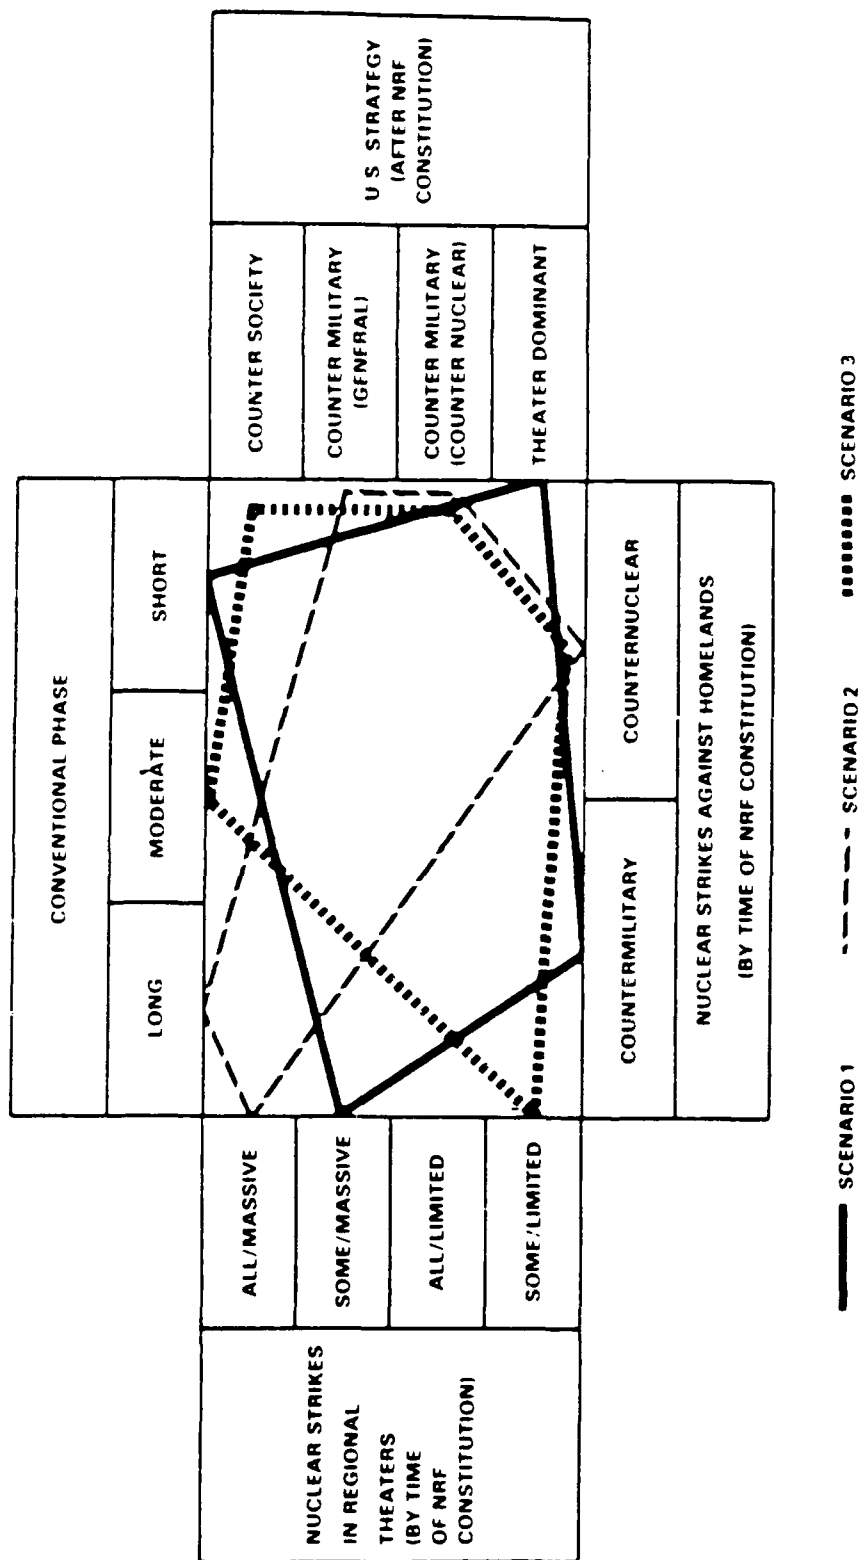 CONVENTIONAL PHASE
LONG
MODERATE
SHORT
NUCLEAR STRIKES
IN REGIONAL
THEATERS
(BY TIME
OF NRF
CONSTITUTION)
ALL/MASSIVE
SOME/MASSIVE
ALL/LIMITED
SOME/LIMITED
COUNTER SOCIETY
COUNTER MILITARY
(GENERAL)
COUNTER MILITARY
(COUNTER NUCLEAR)
THEATER DOMINANT
U S STRATEGY
(AFTER NRF
CONSTITUTION)
COUNTERMILITARY
COUNTERNUCLEAR
NUCLEAR STRIKES AGAINST HOMELANDS
(BY TIME OF NRF CONSTITUTION)
SCENARIO 1
SCENARIO 2
SCENARIO 3